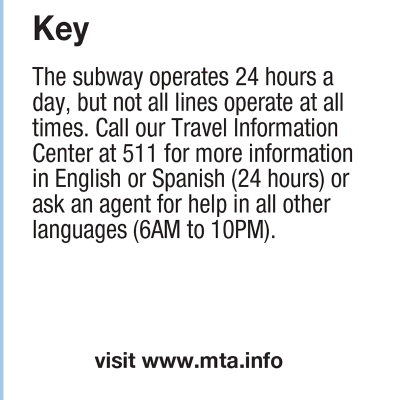 Key
The subway operates 24 hours a
day, but not all lines operate at all
times. Call our Travel Information
Center at 511 for more information
in English or Spanish (24 hours) or
ask an agent for help in all other
languages (6AM to 10PM).
visit www.mta.info